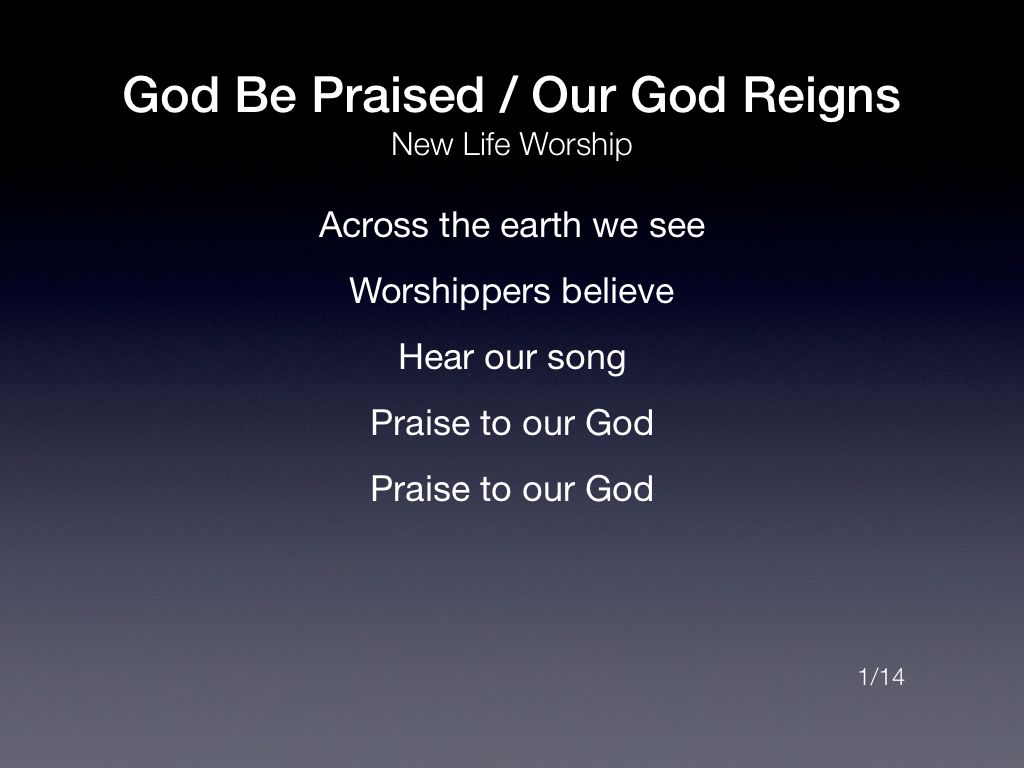 God Be Praised / Our God Reigns
New Life Worship
Across the earth we see
Worshippers believe
Hear our song
Praise to our God
Praise to our God
1/14